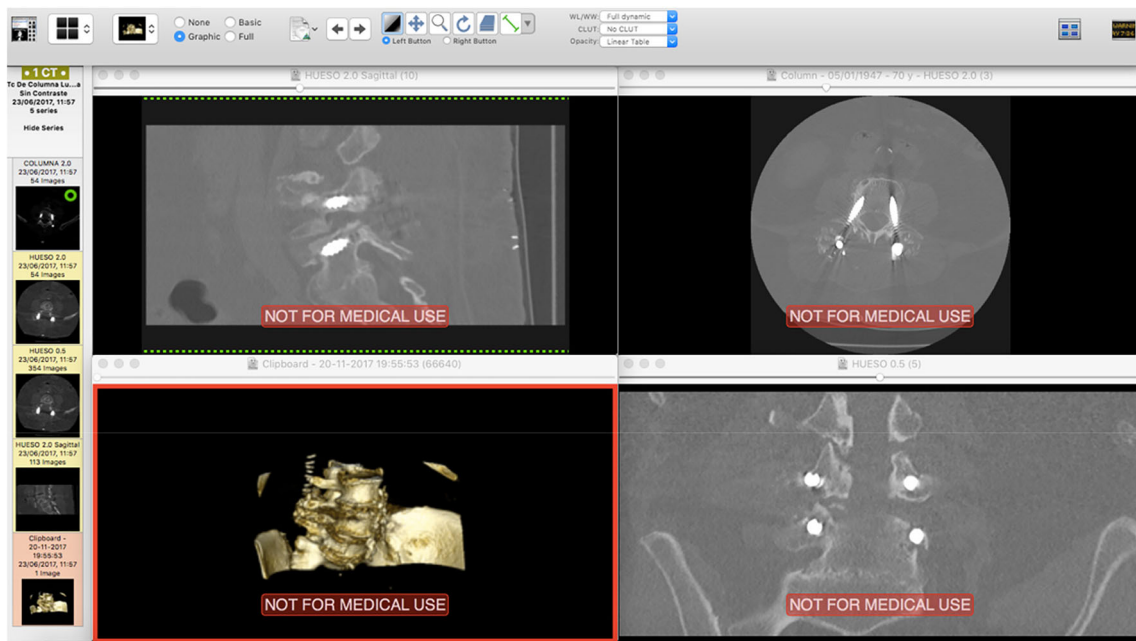 None
Basic
Graphic
Full
Left Button
Right Button
WL/WW:
Full dynamic
CLUT:
No CLUT
Opacity:
Linear Table
• 1 CT •
Tc De Columna Lu...a
Sin Contraste
23/06/2017, 11:57
5 series
Hide Series
COLUMNA 2.0
23/06/2017, 11:57
54 Images
HUESO 2.0
23/06/2017, 11:57
54 Images
HUESO 0.5
23/06/2017, 11:57
354 Images
HUESO 2.0 Sagittal
23/06/2017, 11:57
113 Images
Clipboard -
20-11-2017
19:55:53
23/06/2017, 11:57
1 Image
HUESO 2.0 Sagittal (10)
NOT FOR MEDICAL USE
Column - 05/01/1947 - 70 y - HUESO 2.0 (3)
NOT FOR MEDICAL USE
Clipboard - 20-11-2017 19:55:53 (66640)
NOT FOR MEDICAL USE
HUESO 0.5 (5)
NOT FOR MEDICAL USE